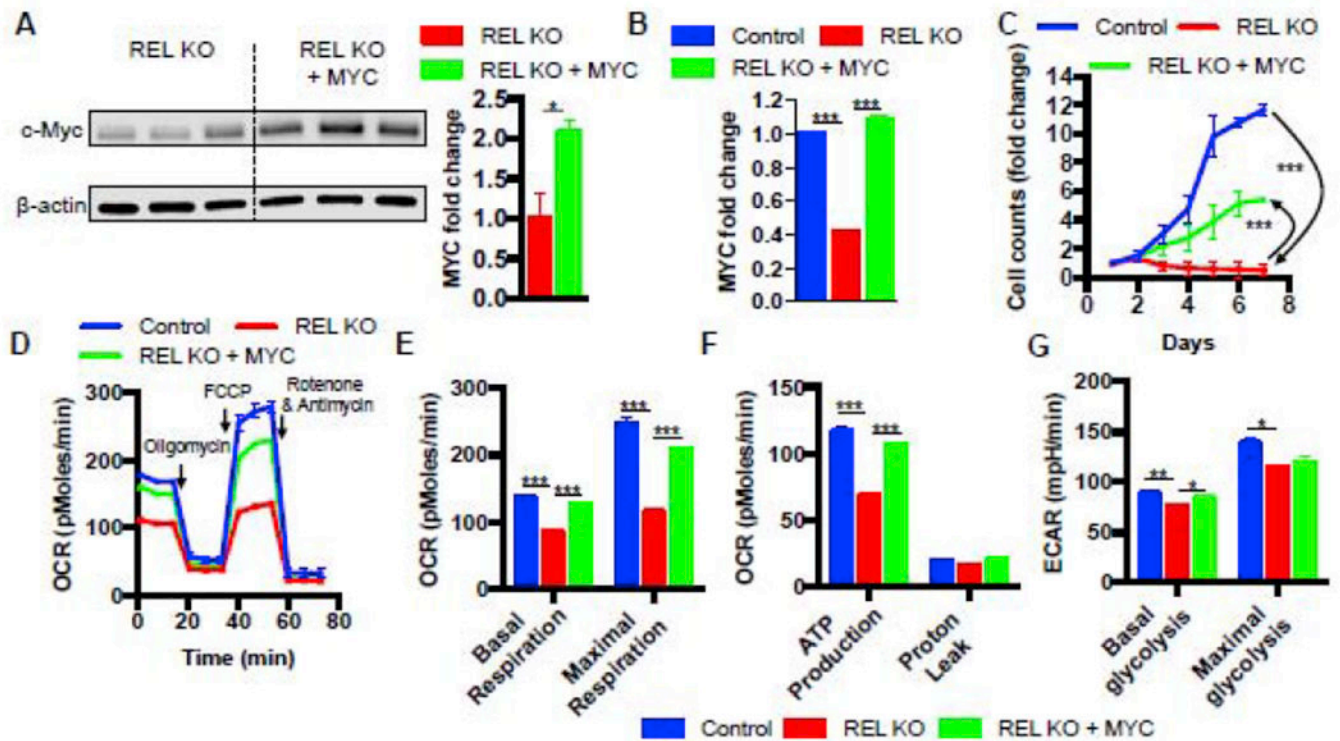 A
REL KO
REL KO
+ MYC
c-Myc
β-actin
REL KO
REL KO + MYC
MYC fold change
2.5
2.0
1.5
1.0
0.5
0.0
*
B
Control
REL KO
REL KO + MYC
MYC fold change
1.2
1.0
0.8
0.6
0.4
0.2
0.0
***
***
C
Control
REL KO
REL KO + MYC
Cell counts (fold change)
14
12
10
8
6
4
2
0
0 2 4 6 8
Days
***
***
D
Control
REL KO
REL KO + MYC
OCR (pMoles/min)
300
200
100
0
0 20 40 60 80
Time (min)
Oligomycin
FCCP
Rotenone
& Antimycin
E
OCR (pMoles/min)
300
200
100
0
*** ***
*** ***
Basal
Respiration
Maximal
Respiration
F
OCR (pMoles/min)
150
100
50
0
*** ***
ATP
Production
Proton
Leak
G
ECAR (mpH/min)
200
150
100
50
0
** *
*
Basal
glycolysis
Maximal
glycolysis
Control
REL KO
REL KO + MYC